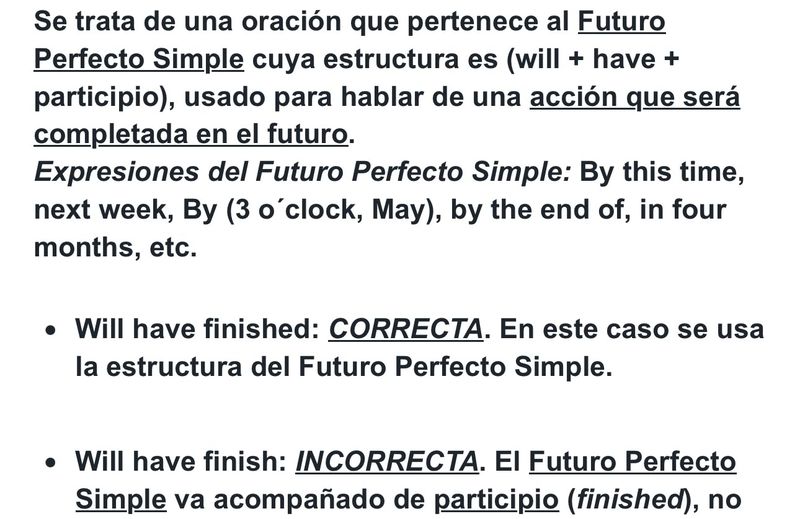 Se trata de una oración que pertenece al Futuro
Perfecto Simple cuya estructura es (will + have +
participio), usado para hablar de una acción que será
completada en el futuro.
Expresiones del Futuro Perfecto Simple: By this time,
next week, By (3 o´clock, May), by the end of, in four
months, etc.
• Will have finished: CORRECTA. En este caso se usa
la estructura del Futuro Perfecto Simple.
• Will have finish: INCORRECTA. El Futuro Perfecto
Simple va acompañado de participio (finished), no